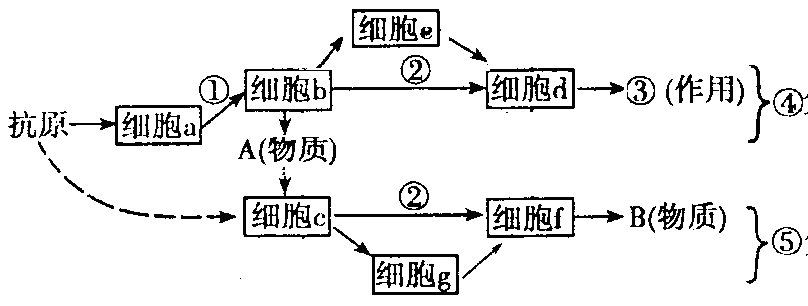 细胞e
① 细胞b ② 细胞d ③ (作用)
抗原 细胞a ④
A(物质)
细胞c ② 细胞f B(物质)
⑤
细胞g